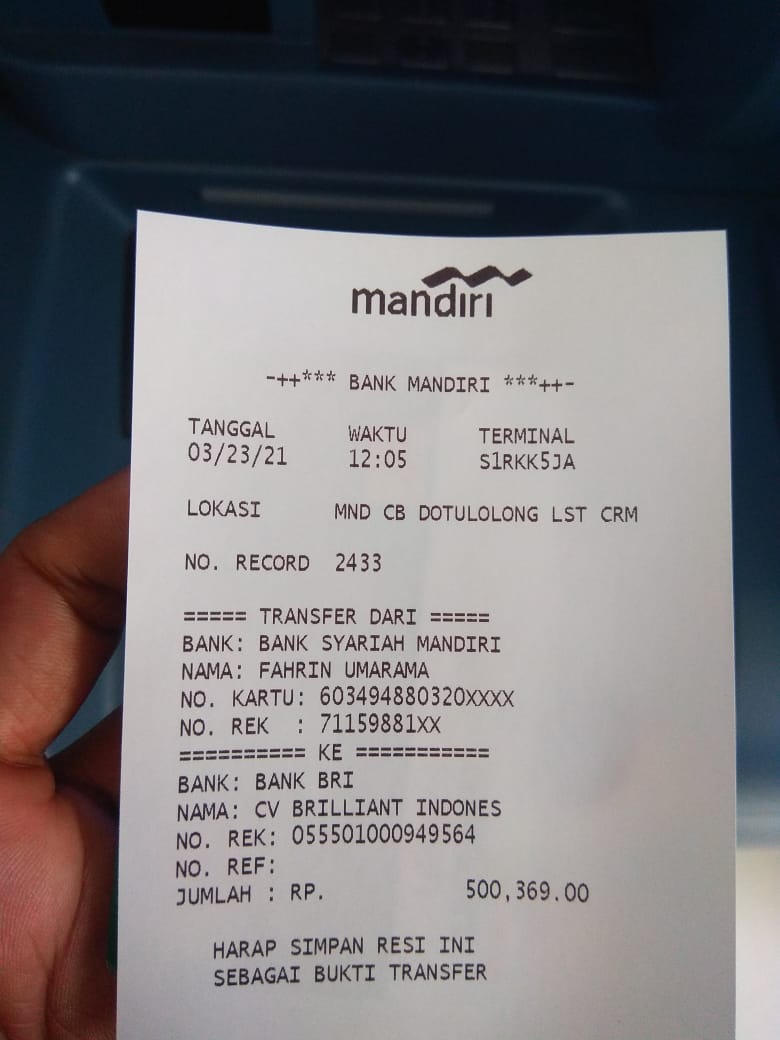 mandiri
-++*** BANK MANDIRI ***++-
TANGGAL WAKTU TERMINAL
03/23/21 12:05 S1RKK5JA
LOKASI MND CB DOTULOLONG LST CRM
NO. RECORD 2433
===== TRANSFER DARI =====
BANK: BANK SYARIAH MANDIRI
NAMA: FAHRIN UMARAMA
NO. KARTU: 603494880320XXXX
NO. REK : 71159881XX
========== KE ===========
BANK: BANK BRI
NAMA: CV BRILLIANT INDONES
NO. REK: 055501000949564
NO. REF:
JUMLAH : RP. 500,369.00
HARAP SIMPAN RESI INI
SEBAGAI BUKTI TRANSFER